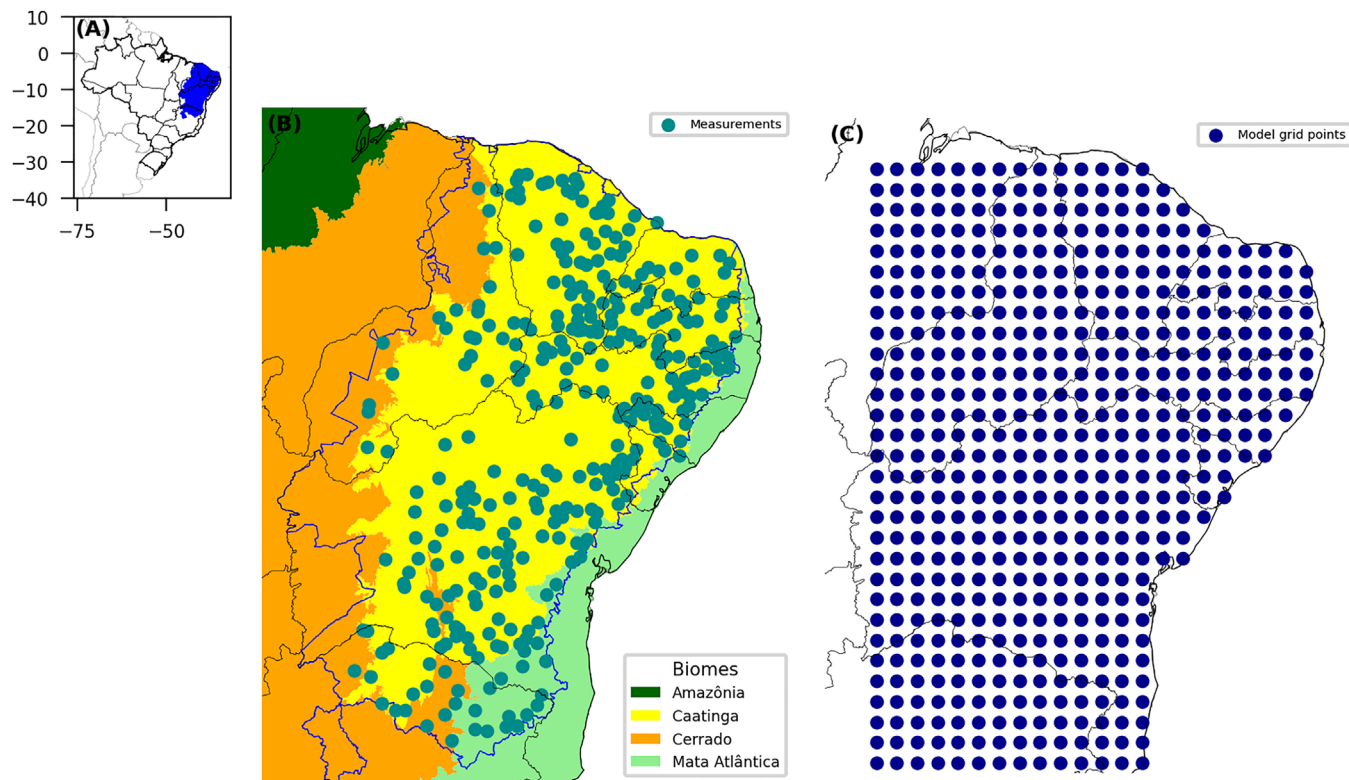 (A)
10
0
−10
−20
−30
−40
−75
−50
(B)
Measurements
Biomes
Amazônia
Caatinga
Cerrado
Mata Atlântica
(C)
Model grid points